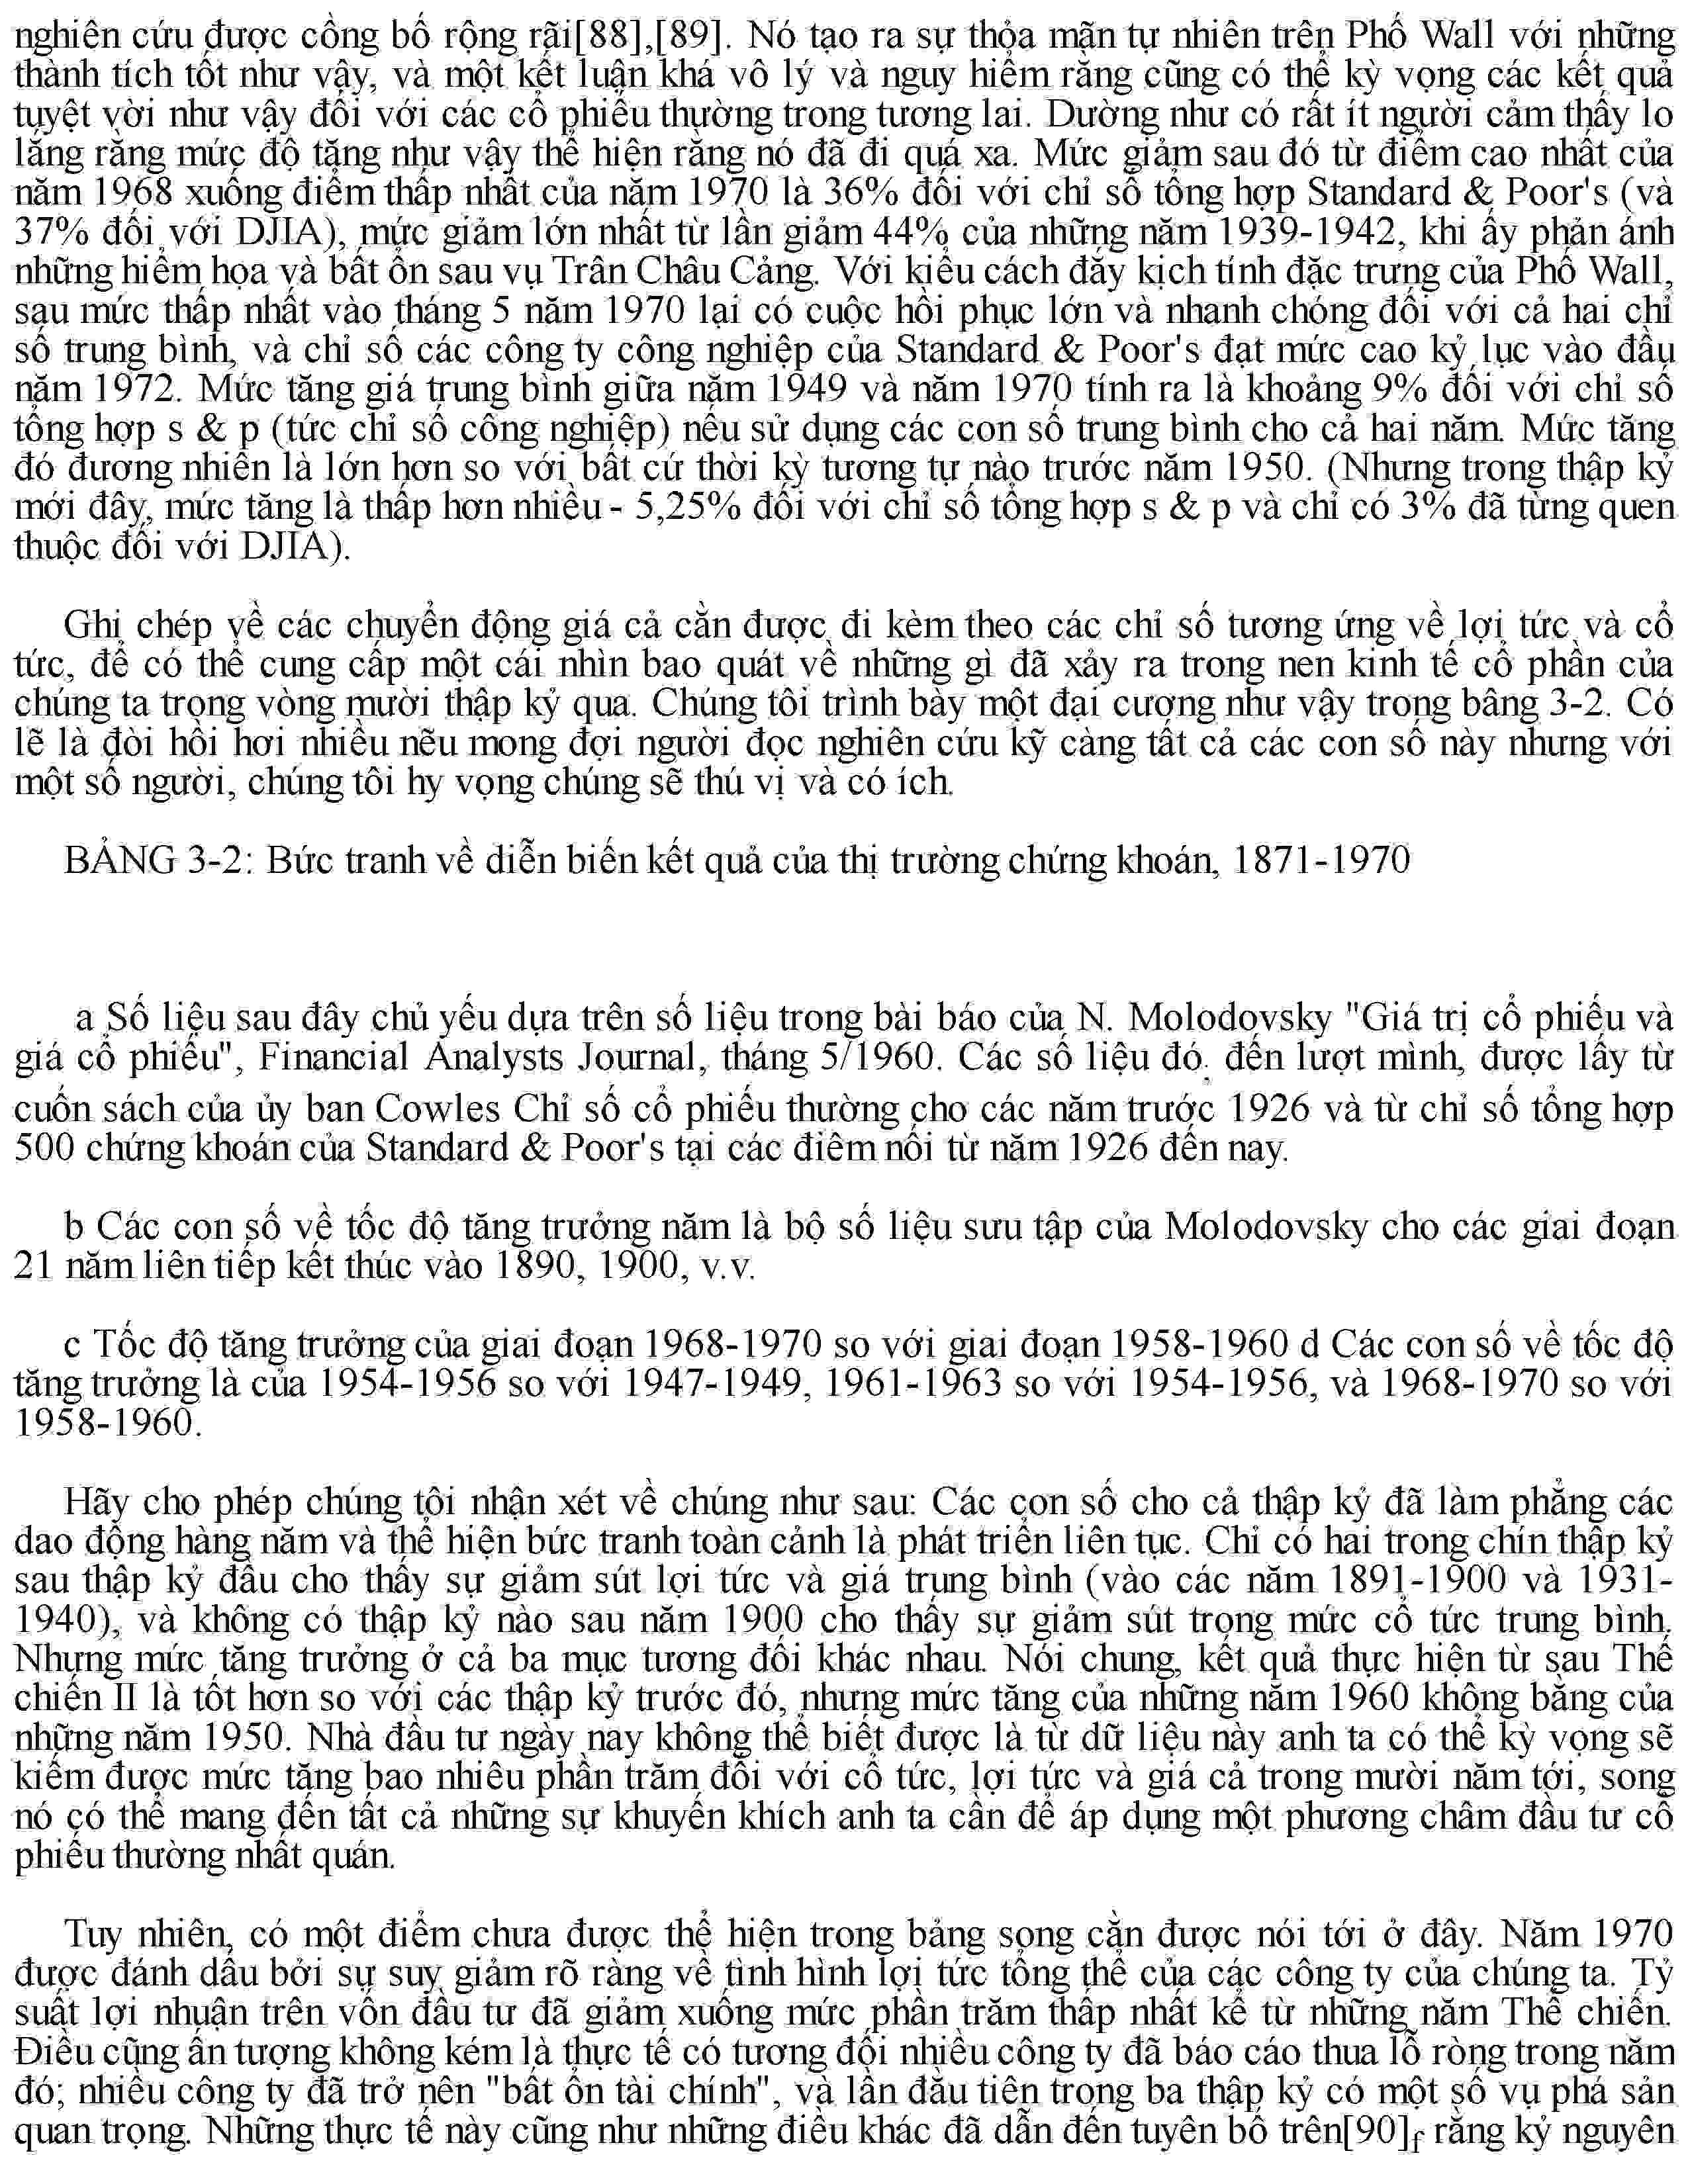 nghiên cứu được cồng bố rộng rãi[88],[89]. Nó tạo ra sự thỏa mãn tự nhiên trên Phố Wall với những
thành tích tốt như vậy, và một kết luận khá vô lý và nguy hiểm rằng cũng có thể kỳ vọng các kết quả
tuyệt vời như vậy đối với các cổ phiếu thường trong tương lai. Dường như có rất ít người cảm thấy lo
lắng rằng mức độ tăng như vậy thể hiện rằng nó đã đi quá xa. Mức giảm sau đó từ điểm cao nhất của
năm 1968 xuống điểm thấp nhất của năm 1970 là 36% đối với chỉ số tổng hợp Standard & Poor's (và
37% đối với DJIA), mức giảm lớn nhất từ lần giảm 44% của những năm 1939-1942, khi ấy phản ánh
những hiểm họa và bất ổn sau vụ Trân Châu Cảng. Với kiểu cách đầy kịch tính đặc trưng của Phố Wall,
sau mức thấp nhất vào tháng 5 năm 1970 lại có cuộc hồi phục lớn và nhanh chóng đối với cả hai chỉ
số trung bình, và chỉ số các công ty công nghiệp của Standard & Poor's đạt mức cao kỷ lục vào đầu
năm 1972. Mức tăng giá trung bình giữa năm 1949 và năm 1970 tính ra là khoảng 9% đối với chỉ số
tổng hợp s & p (tức chỉ số công nghiệp) nếu sử dụng các con số trung bình cho cả hai năm. Mức tăng
đó đương nhiên là lớn hơn so với bất cứ thời kỳ tương tự nào trước năm 1950. (Nhưng trong thập kỷ
mới đây, mức tăng là thấp hơn nhiều - 5,25% đối với chỉ số tổng hợp s & p và chỉ có 3% đã từng quen
thuộc đối với DJIA).
Ghi chép về các chuyển động giá cả cần được đi kèm theo các chỉ số tương ứng về lợi tức và cổ
tức, để có thể cung cấp một cái nhìn bao quát về những gì đã xảy ra trong nen kinh tế cổ phần của
chúng ta trong vòng mười thập kỷ qua. Chúng tôi trình bày một đại cương như vậy trong bâng 3-2. Có
lẽ là đòi hồi hơi nhiều nẽu mong đợi người đọc nghiên cứu kỹ càng tất cả các con số này nhưng với
một số người, chúng tôi hy vọng chúng sẽ thú vị và có ích.
BẢNG 3-2: Bức tranh về diễn biến kết quả của thị trường chứng khoán, 1871-1970
a Số liệu sau đây chủ yếu dựa trên số liệu trong bài báo của N. Molodovsky "Giá trị cổ phiếu và
giá cổ phiếu", Financial Analysts Journal, tháng 5/1960. Các số liệu đó. đến lượt mình, được lấy từ
cuốn sách của ủy ban Cowles Chỉ số cổ phiếu thường cho các năm trước 1926 và từ chỉ số tổng hợp
500 chứng khoán của Standard & Poor's tại các điêm nối từ năm 1926 đến nay.
b Các con số về tốc độ tăng trưởng năm là bộ số liệu sưu tập của Molodovsky cho các giai đoạn
21 năm liên tiếp kết thúc vào 1890, 1900, v.v.
c Tốc độ tăng trưởng của giai đoạn 1968-1970 so với giai đoạn 1958-1960 d Các con số về tốc độ
tăng trưởng là của 1954-1956 so với 1947-1949, 1961-1963 so với 1954-1956, và 1968-1970 so với
1958-1960.
Hãy cho phép chúng tôi nhận xét về chúng như sau: Các con số cho cả thập kỷ đã làm phẳng các
dao động hàng năm và thể hiện bức tranh toàn cảnh là phát triển liên tục. Chỉ có hai trong chín thập kỷ
sau thập kỷ đầu cho thấy sự giảm sút lợi tức và giá trung bình (vào các năm 1891-1900 và 1931-
1940), và không có thập kỷ nào sau năm 1900 cho thấy sự giảm sút trong mức cổ tức trung bình.
Nhưng mức tăng trưởng ở cả ba mục tương đối khác nhau. Nói chung, kết quả thực hiện từ sau Thế
chiến II là tốt hơn so với các thập kỷ trước đó, nhưng mức tăng của những năm 1960 không bằng của
những năm 1950. Nhà đầu tư ngày nay không thể biết được là từ dữ liệu này anh ta có thể kỳ vọng sẽ
kiếm được mức tăng bao nhiêu phần trăm đối với cổ tức, lợi tức và giá cả trong mười năm tới, song
nó có thể mang đến tất cả những sự khuyến khích anh ta cần để áp dụng một phương châm đầu tư cổ
phiếu thường nhất quán.
Tuy nhiên, có một điểm chưa được thể hiện trong bảng song cần được nói tới ở đây. Năm 1970
được đánh dấu bởi sự suy giảm rõ ràng về tình hình lợi tức tổng thể của các công ty của chúng ta. Tỷ
suất lợi nhuận trên vốn đầu tư đã giảm xuống mức phần trăm thấp nhất kể từ những năm Thế chiến.
Điều cũng ấn tượng không kém là thực tế có tương đối nhiều công ty đã báo cáo thua lỗ ròng trong năm
đó; nhiều công ty đã trở nên "bất ổn tài chính", và lần đầu tiên trong ba thập kỷ có một số vụ phá sản
quan trọng. Những thực tế này cũng như những điều khác đã dẫn đến tuyên bố trên[90]f rằng kỷ nguyên